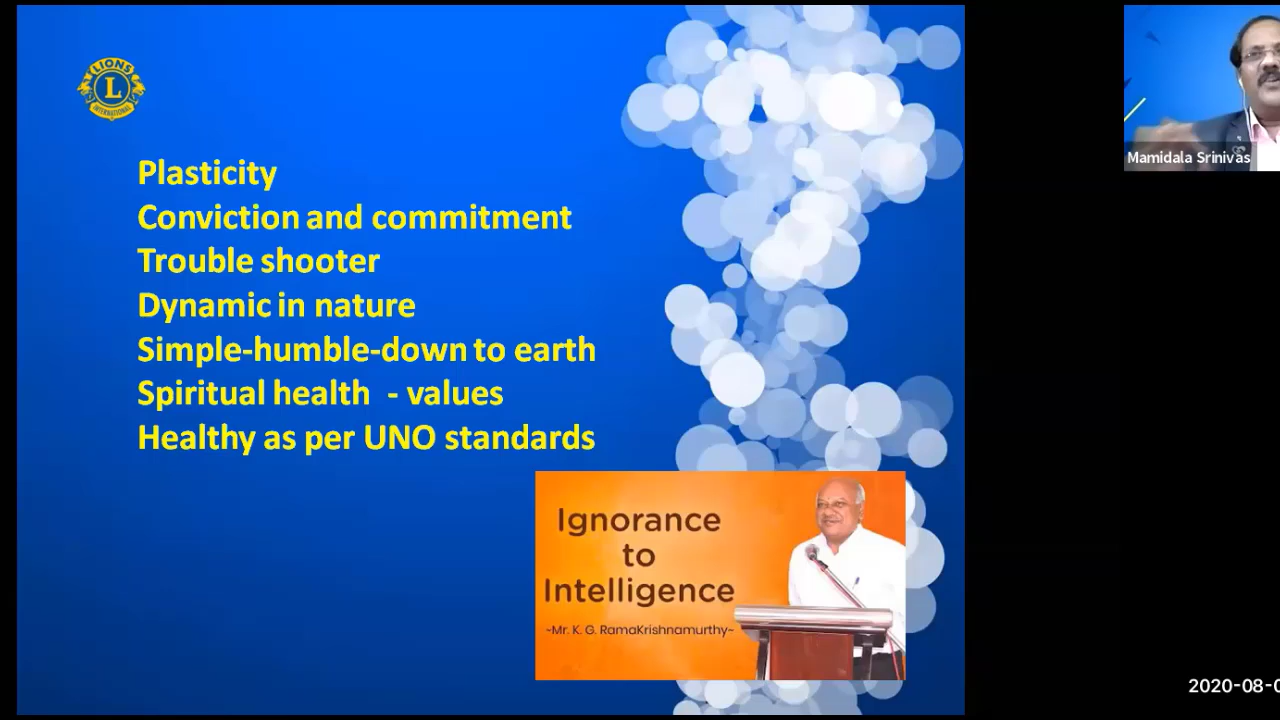 LIONS
L
INTERNATIONAL
Plasticity
Conviction and commitment
Trouble shooter
Dynamic in nature
Simple-humble-down to earth
Spiritual health - values
Healthy as per UNO standards
Ignorance
to
Intelligence
~Mr. K. G. RamaKrishnamurthy~
Mamidala Srinivas
2020-08-0